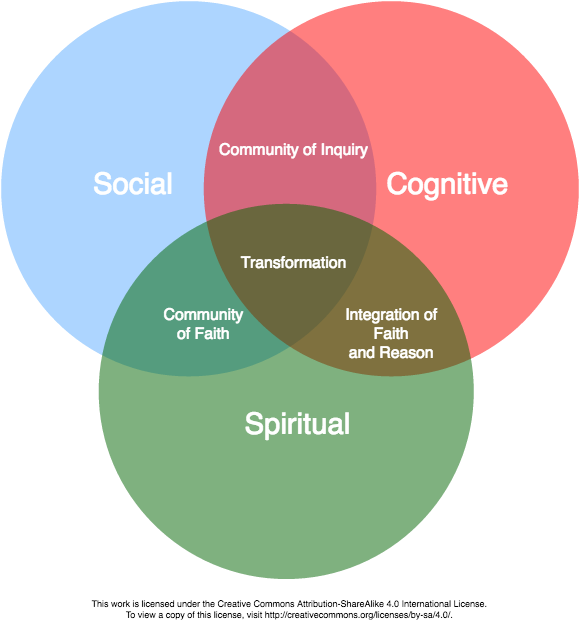 Community of Inquiry
Social
Cognitive
Transformation
Community
of Faith
Integration of
Faith
and Reason
Spiritual
This work is licensed under the Creative Commons Attribution-ShareAlike 4.0 International License.
To view a copy of this license, visit http://creativecommons.org/licenses/by-sa/4.0/.